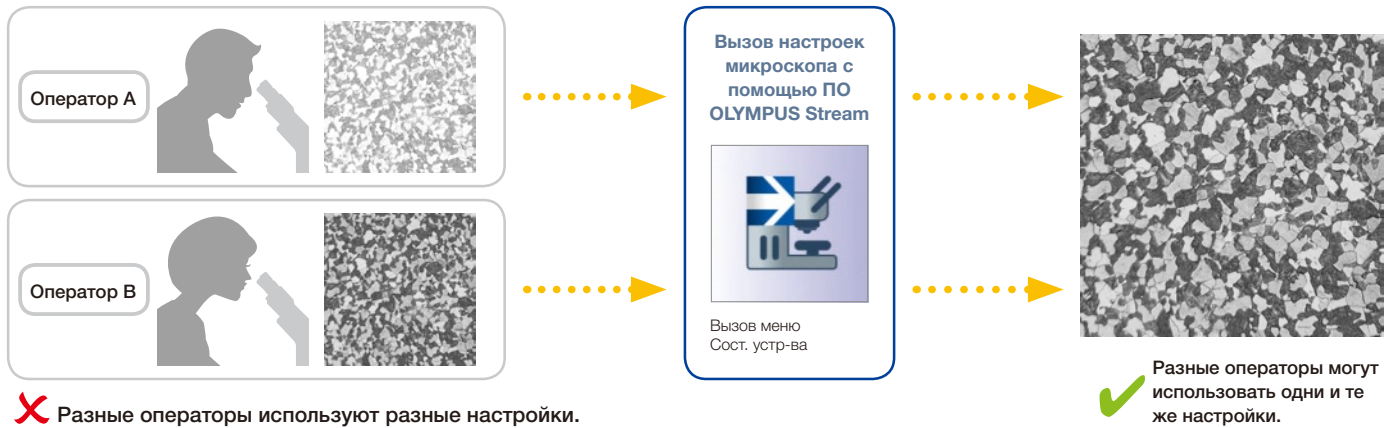 Оператор A
Оператор B
Разные операторы используют разные настройки.
Вызов настроек
микроскопа с
помощью ПО
OLYMPUS Stream
Вызов меню
Сост. устр-ва
Разные операторы могут
использовать одни и те
же настройки.